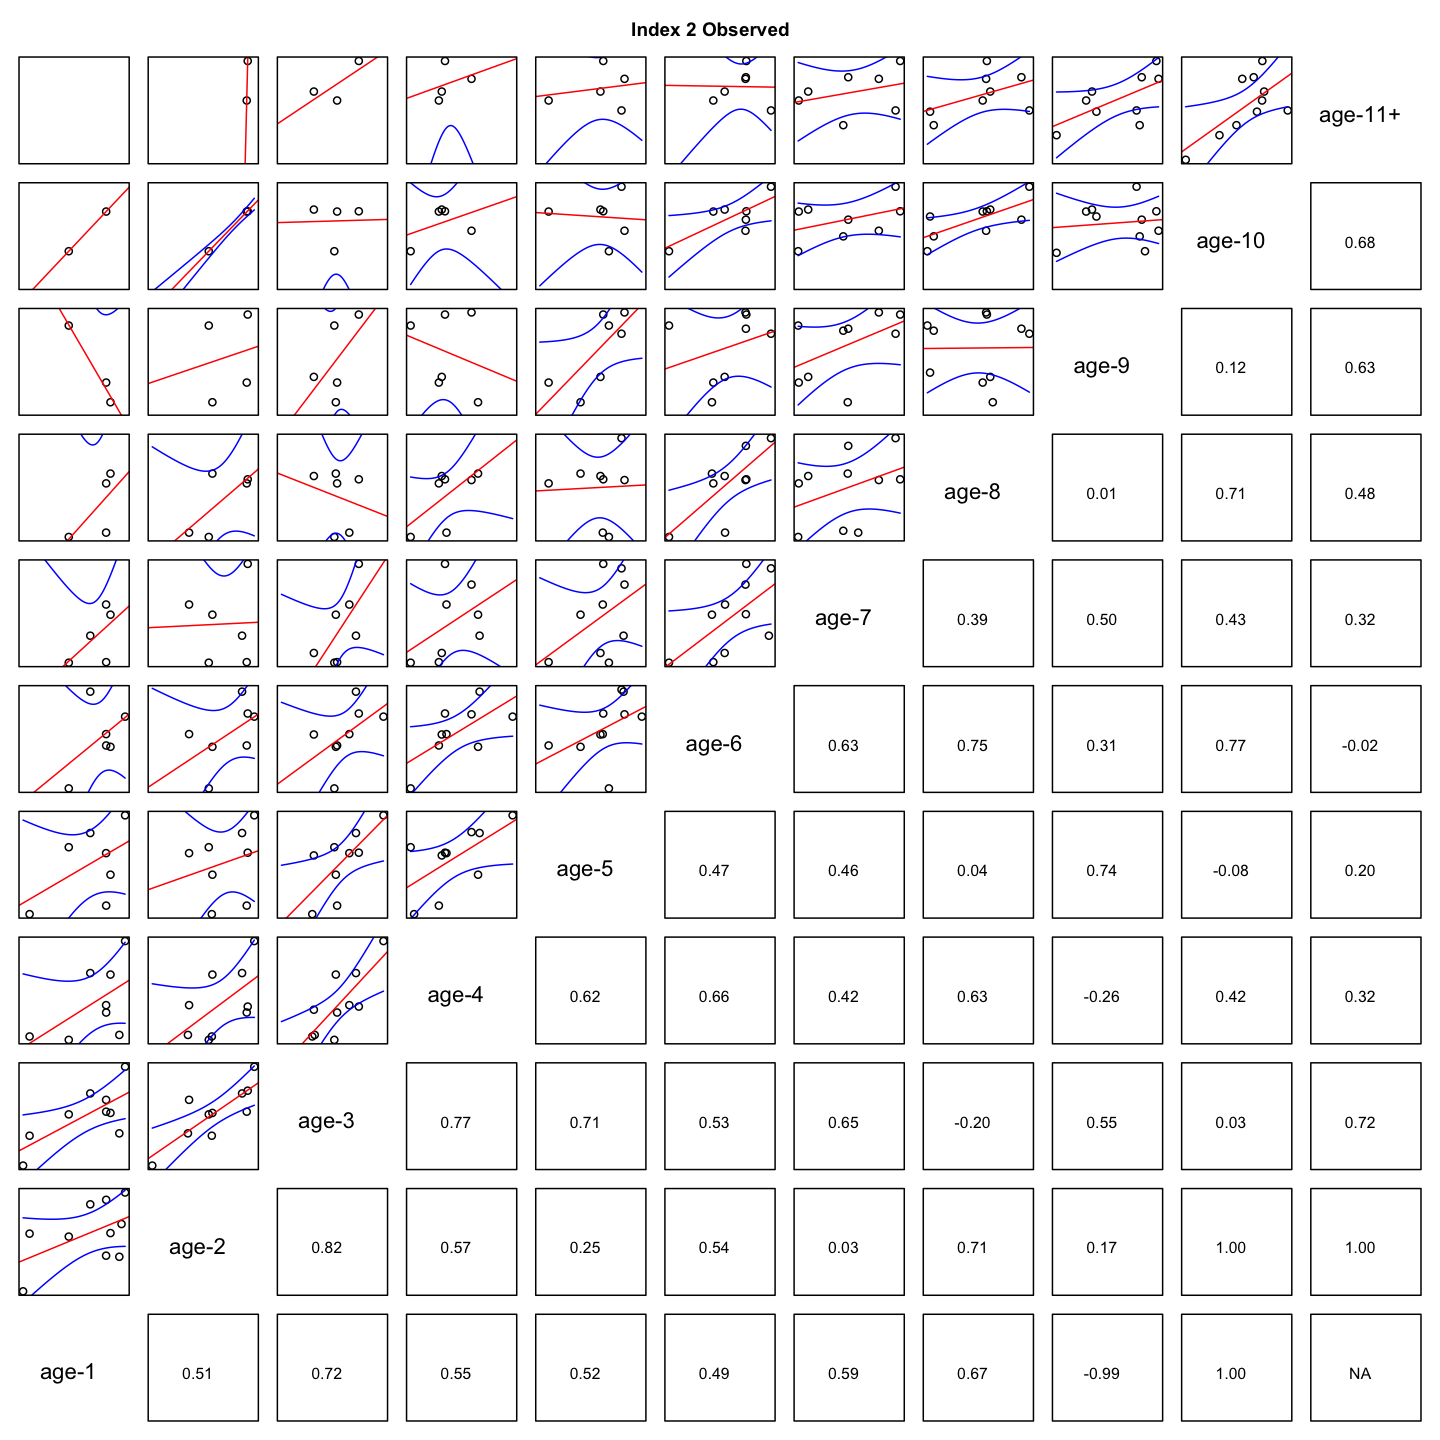 Index 2 Observed
age-11+
age-10 0.68
age-9 0.12 0.63
age-8 0.01 0.71 0.48
age-7 0.39 0.50 0.43 0.32
age-6 0.63 0.75 0.31 0.77 -0.02
age-5 0.47 0.46 0.04 0.74 -0.08 0.20
age-4 0.62 0.66 0.42 0.63 -0.26 0.42 0.32
age-3 0.77 0.71 0.53 0.65 -0.20 0.55 0.03 0.72
age-2 0.82 0.57 0.25 0.54 0.03 0.71 0.17 1.00 1.00
age-1 0.51 0.72 0.55 0.52 0.49 0.59 0.67 -0.99 1.00 NA